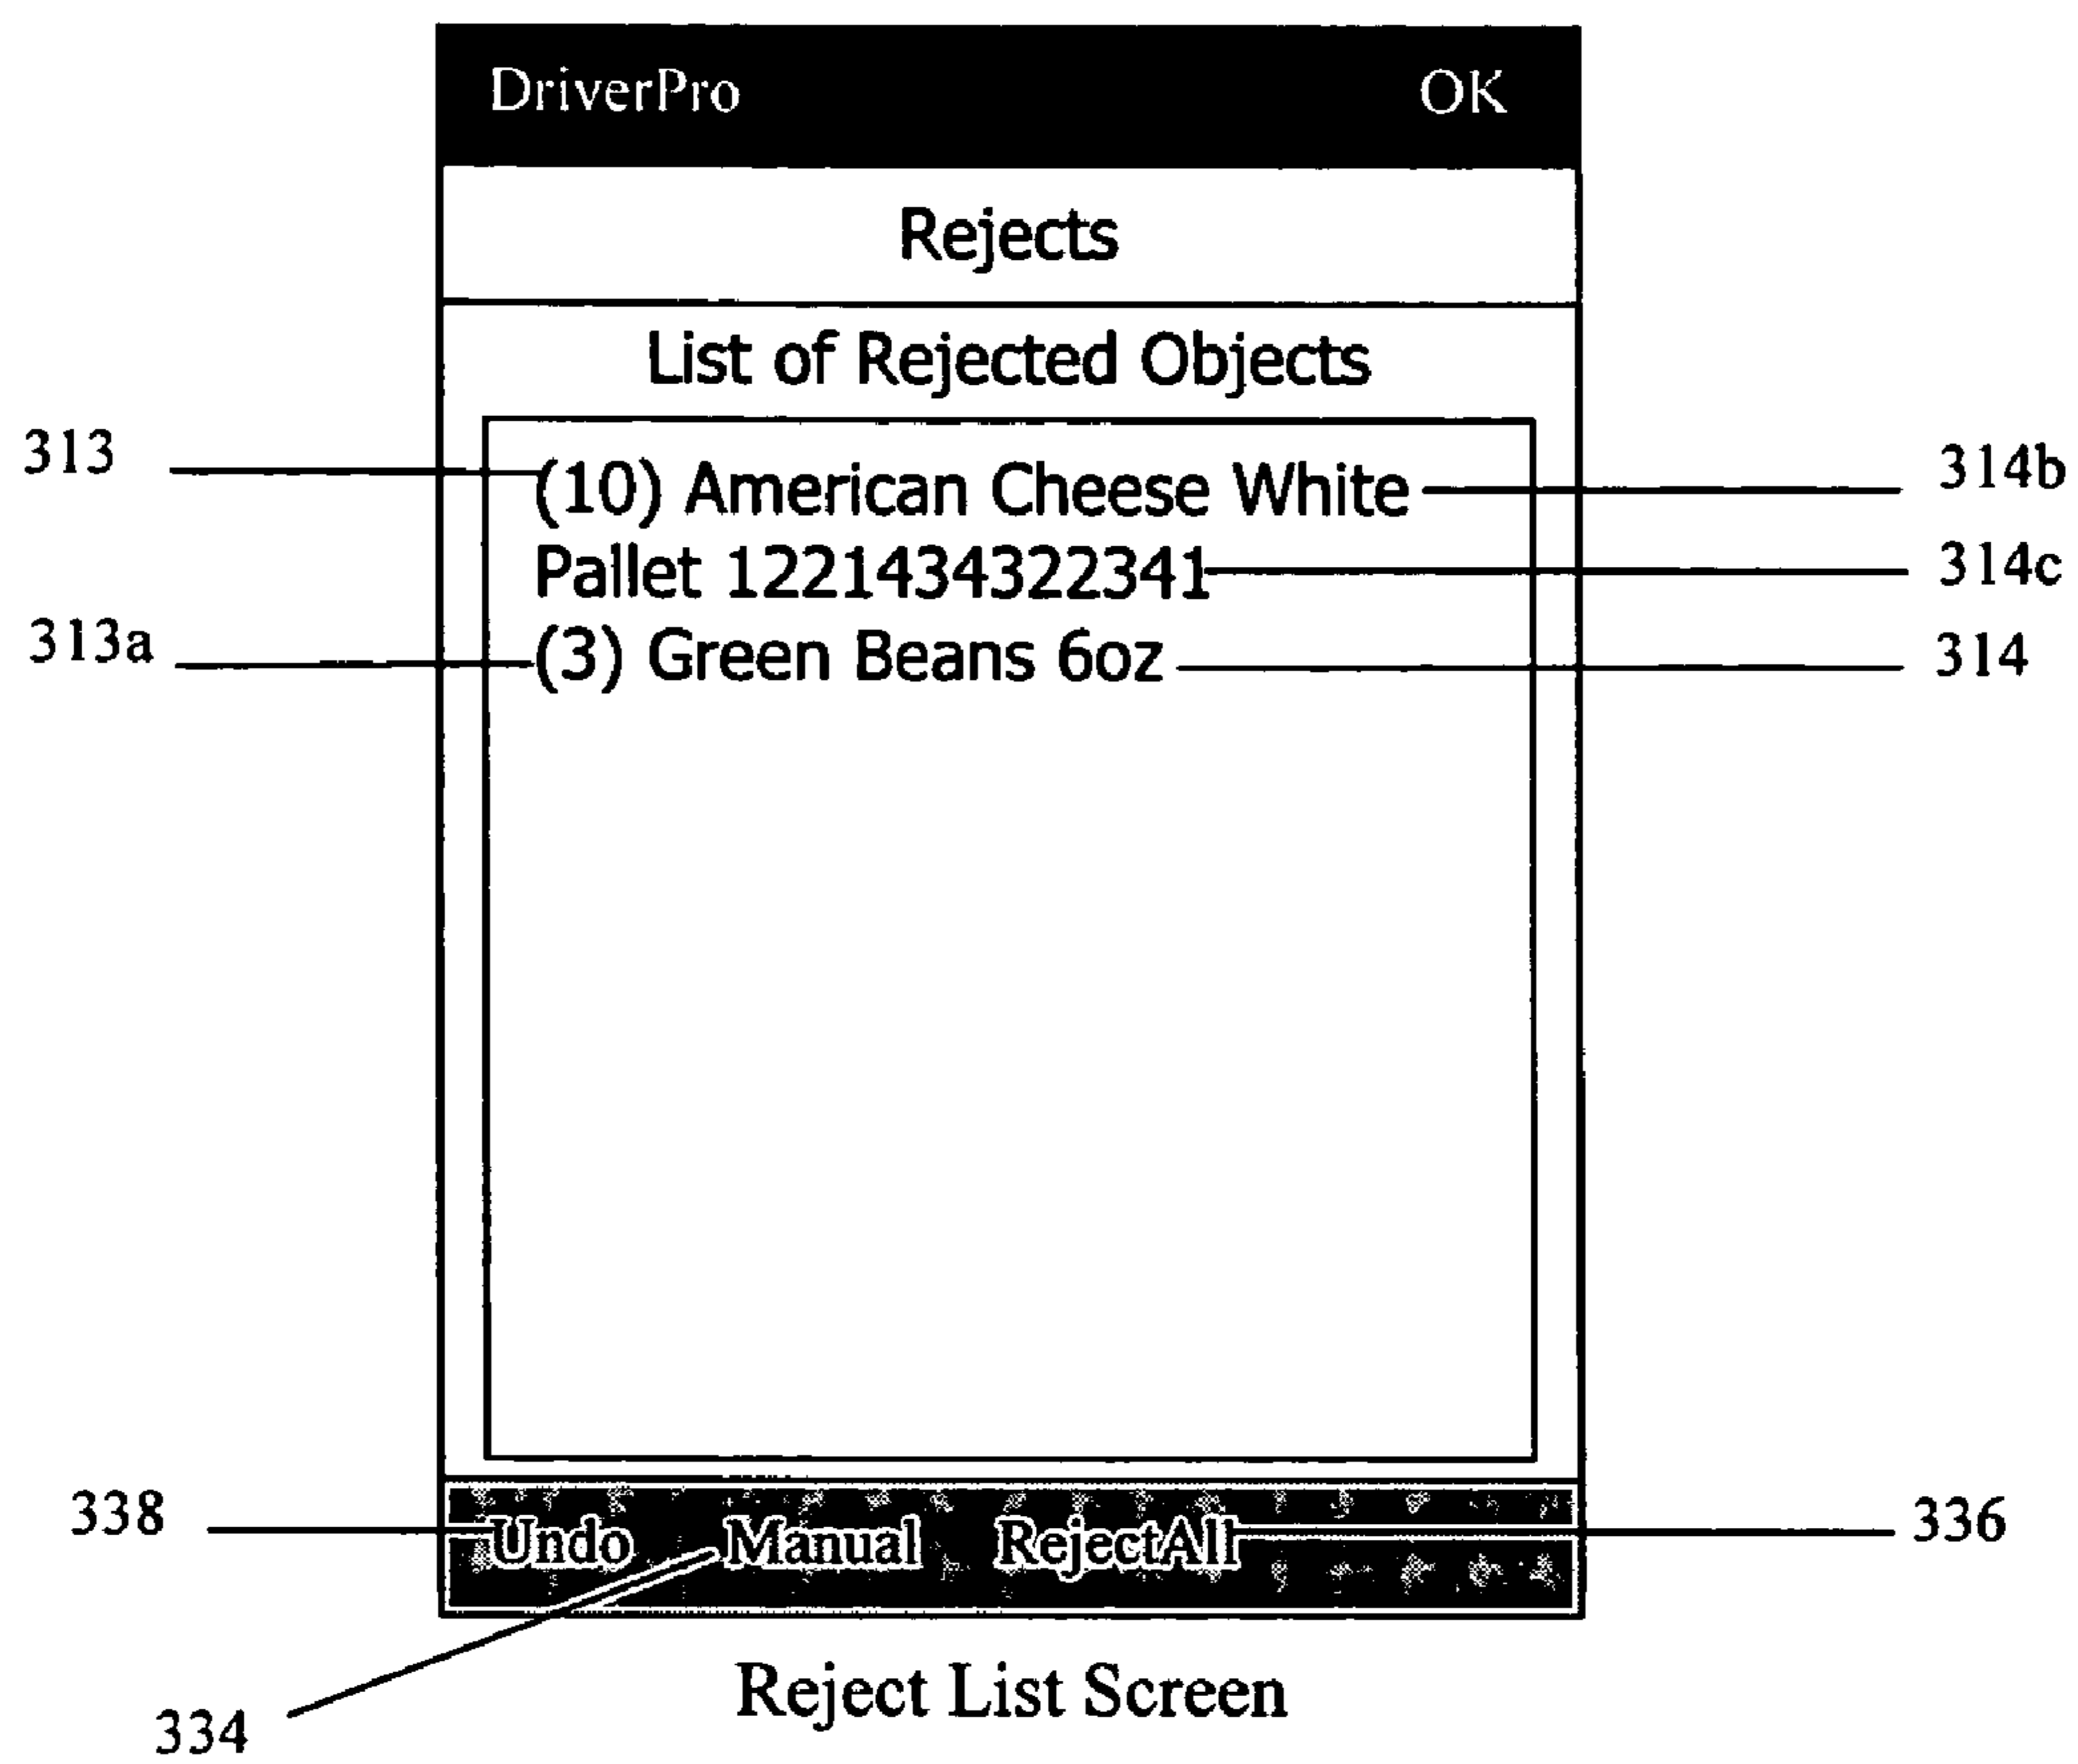 DriverPro OK
Rejects
List of Rejected Objects
313 (10) American Cheese White 314b
Pallet 1221434322341 314c
313a (3) Green Beans 6oz 314
338 Undo Manual RejectAll 336
334
Reject List Screen